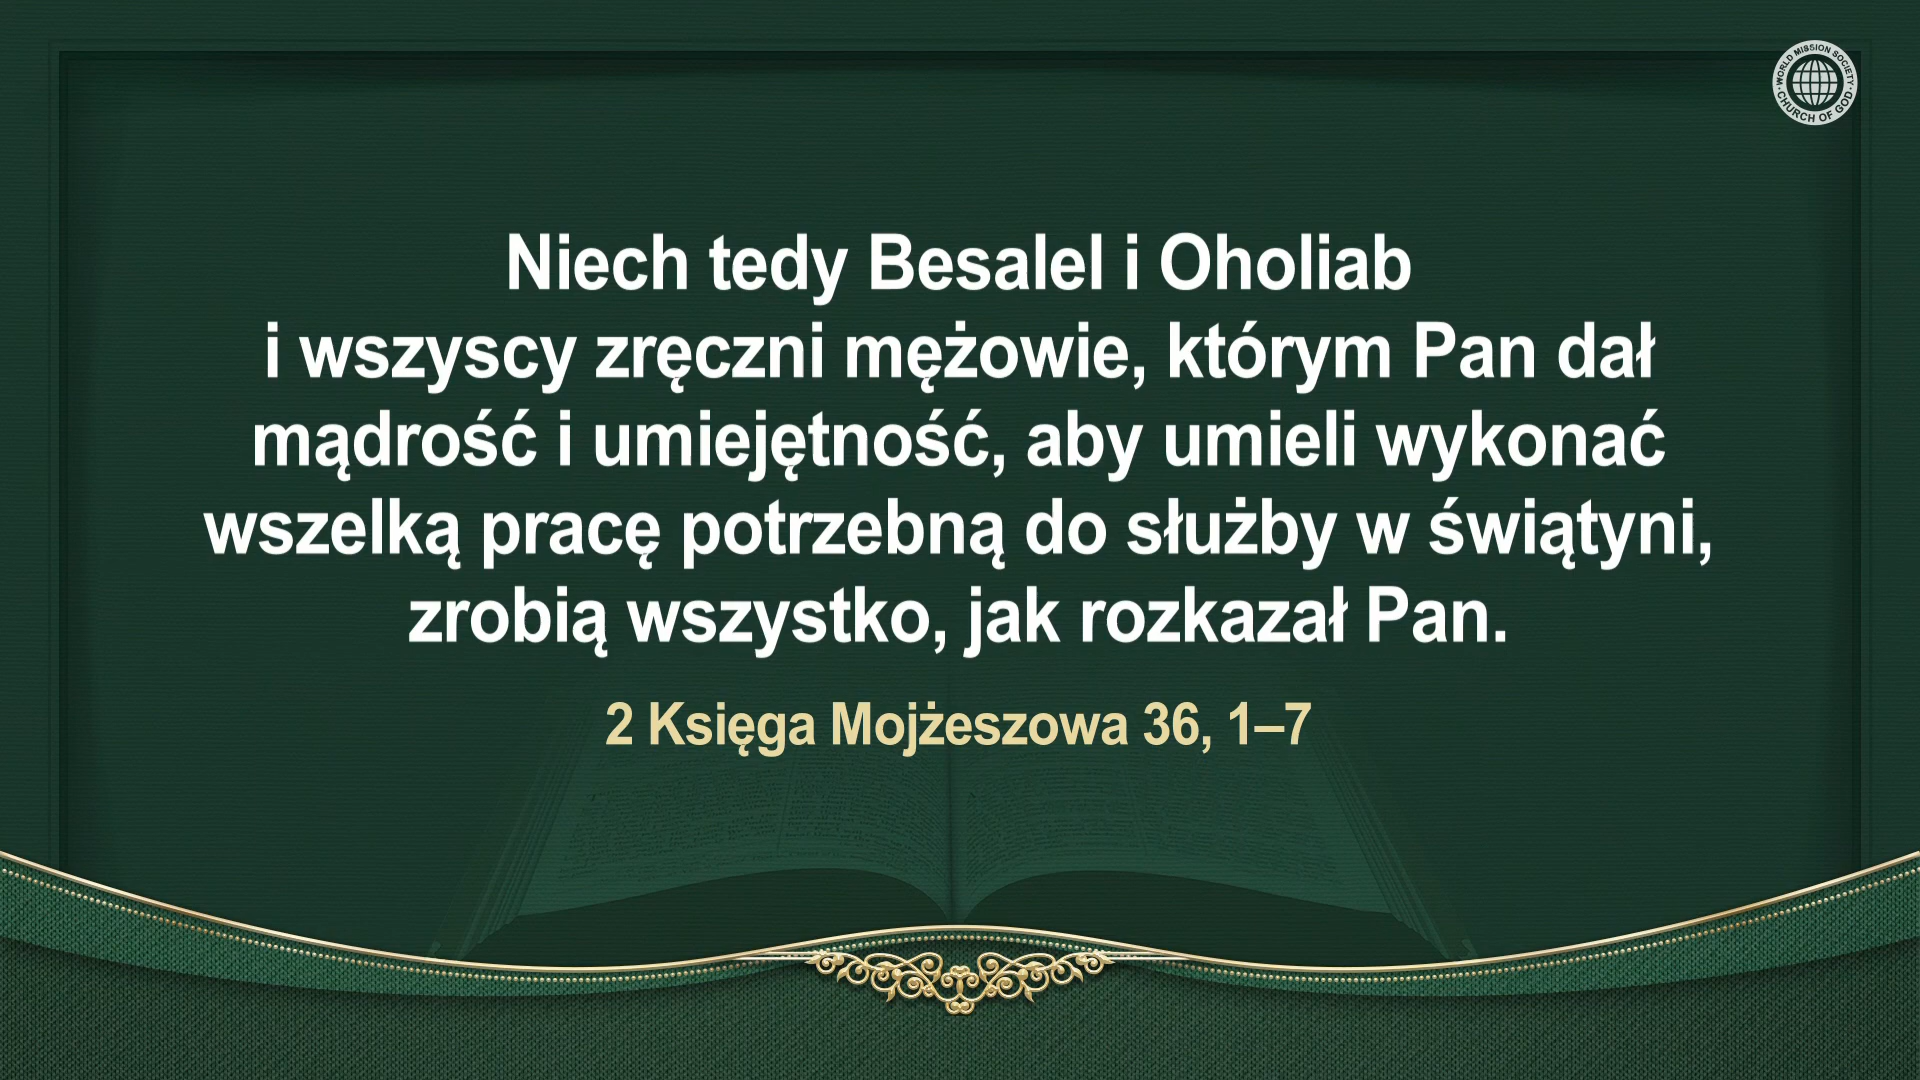 WORLD MISSION SOCIETY
CHURCH OF GOD
Niech tedy Besalel i Oholiab
i wszyscy zręczni mężowie, którym Pan dał
mądrość i umiejętność, aby umieli wykonać
wszelką pracę potrzebną do służby w świątyni,
zrobią wszystko, jak rozkazał Pan.
2 Księga Mojżeszowa 36, 1–7